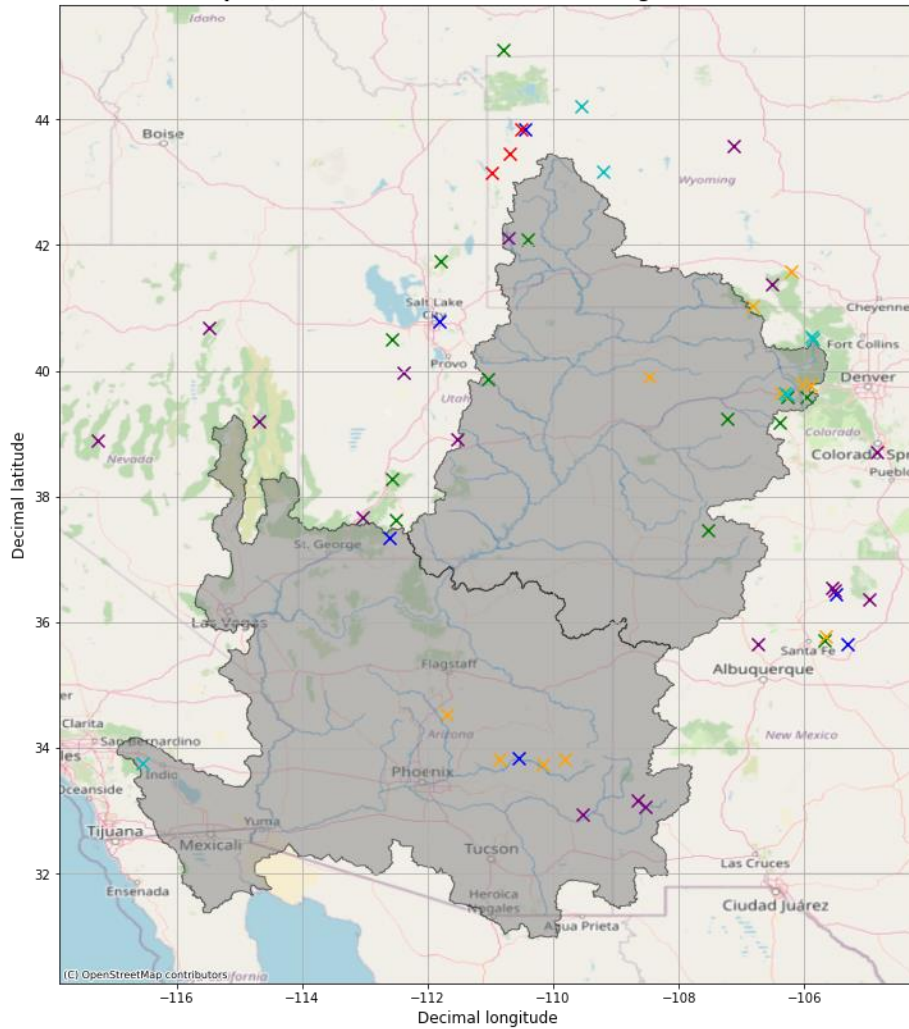 Idaho
Boise
Wyoming
Salt Lake
City
Cheyenne
Fort Collins
Provo
Utah
Denver
Nevada
Colorado
Colorado Spr
Pueblo
St. George
Las Vegas
Santa Fe
Albuquerque
Flagstaff
Clarita
Arizona
New Mexico
San Bernardino
les
Indio
Phoenix
Oceanside
Yuma
Tijuana
Mexicali
Tucson
Las Cruces
Ensenada
Heroica
Nogales
Ciudad Juárez
Agua Prieta
(C) OpenStreetMap contributors
44
42
40
38
36
34
32
Decimal latitude
−116
−114
−112
−110
−108
−106
Decimal longitude